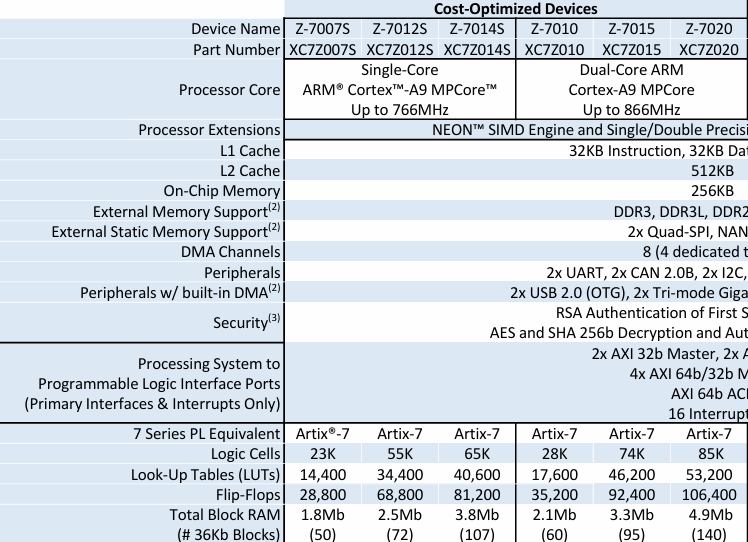 Cost-Optimized Devices
Device Name Z-7007S Z-7012S Z-7014S Z-7010 Z-7015 Z-7020
Part Number XC7Z007S XC7Z012S XC7Z014S XC7Z010 XC7Z015 XC7Z020
Processor Core
Single-Core
ARM® Cortex™-A9 MPCore™
Up to 766MHz
Dual-Core ARM
Cortex-A9 MPCore
Up to 866MHz
Processor Extensions NEON™ SIMD Engine and Single/Double Precisi
L1 Cache 32KB Instruction, 32KB Dat
L2 Cache 512KB
On-Chip Memory 256KB
External Memory Support(2) DDR3, DDR3L, DDR2
External Static Memory Support(2) 2x Quad-SPI, NAN
DMA Channels 8 (4 dedicated t
Peripherals 2x UART, 2x CAN 2.0B, 2x I2C,
Peripherals w/ built-in DMA(2) 2x USB 2.0 (OTG), 2x Tri-mode Giga
Security(3)
RSA Authentication of First S
AES and SHA 256b Decryption and Aut
Processing System to
Programmable Logic Interface Ports
(Primary Interfaces & Interrupts Only)
2x AXI 32b Master, 2x A
4x AXI 64b/32b M
AXI 64b ACI
16 Interrupt
7 Series PL Equivalent Artix®-7 Artix-7 Artix-7 Artix-7 Artix-7 Artix-7
Logic Cells 23K 55K 65K 28K 74K 85K
Look-Up Tables (LUTs) 14,400 34,400 40,600 17,600 46,200 53,200
Flip-Flops 28,800 68,800 81,200 35,200 92,400 106,400
Total Block RAM 1.8Mb 2.5Mb 3.8Mb 2.1Mb 3.3Mb 4.9Mb
(# 36Kb Blocks) (50) (72) (107) (60) (95) (140)